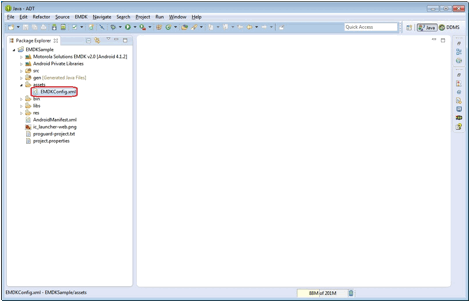 Java - ADT
File Edit Refactor Source EMDK Navigate Search Project Run Window Help
Quick Access
Java
DDMS
Package Explorer
EMDKSample
Motorola Solutions EMDK v2.0 [Android 4.1.2]
Android Private Libraries
src
gen [Generated Java Files]
assets
EMDKConfig.xml
bin
libs
res
AndroidManifest.xml
ic_launcher-web.png
proguard-project.txt
project.properties
EMDKConfig.xml - EMDKSample/assets
88M of 201M